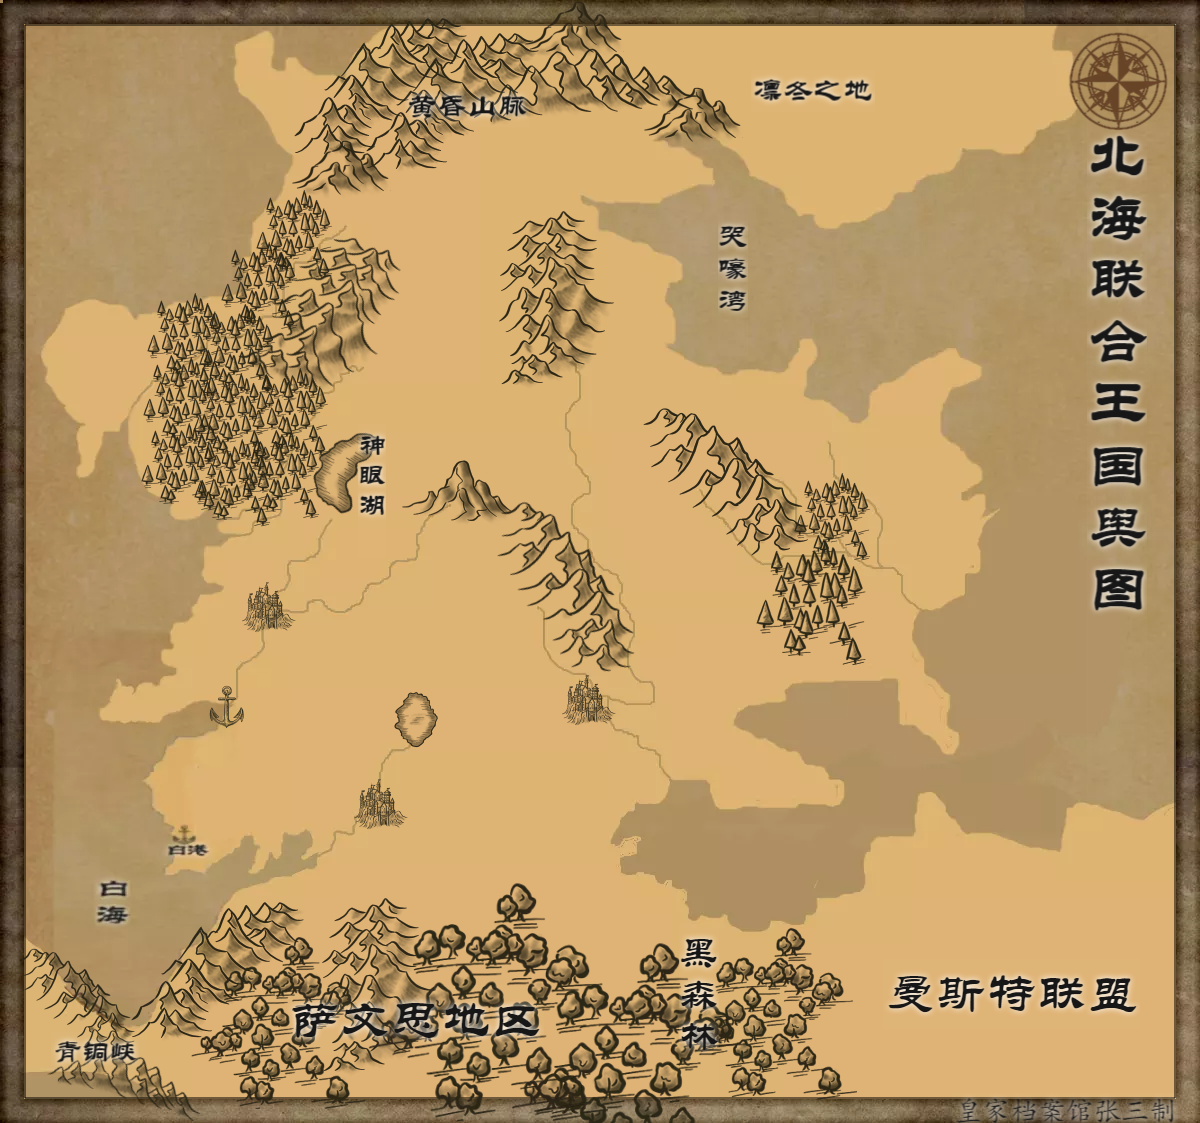 北海联合王国舆图
黄昏山脉
凛冬之地
哭嚎湾
神眼湖
白港
白海
黑森林
曼斯特联盟
萨文思地区
青铜峡
皇家档案馆张三制